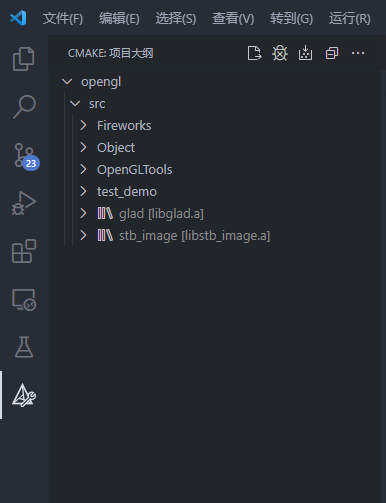 文件(F) 编辑(E) 选择(S) 查看(V) 转到(G) 运行(R)
CMAKE: 项目大纲
opengl
src
Fireworks
Object
OpenGLTools
test_demo
glad [libglad.a]
stb_image [libstb_image.a]
23